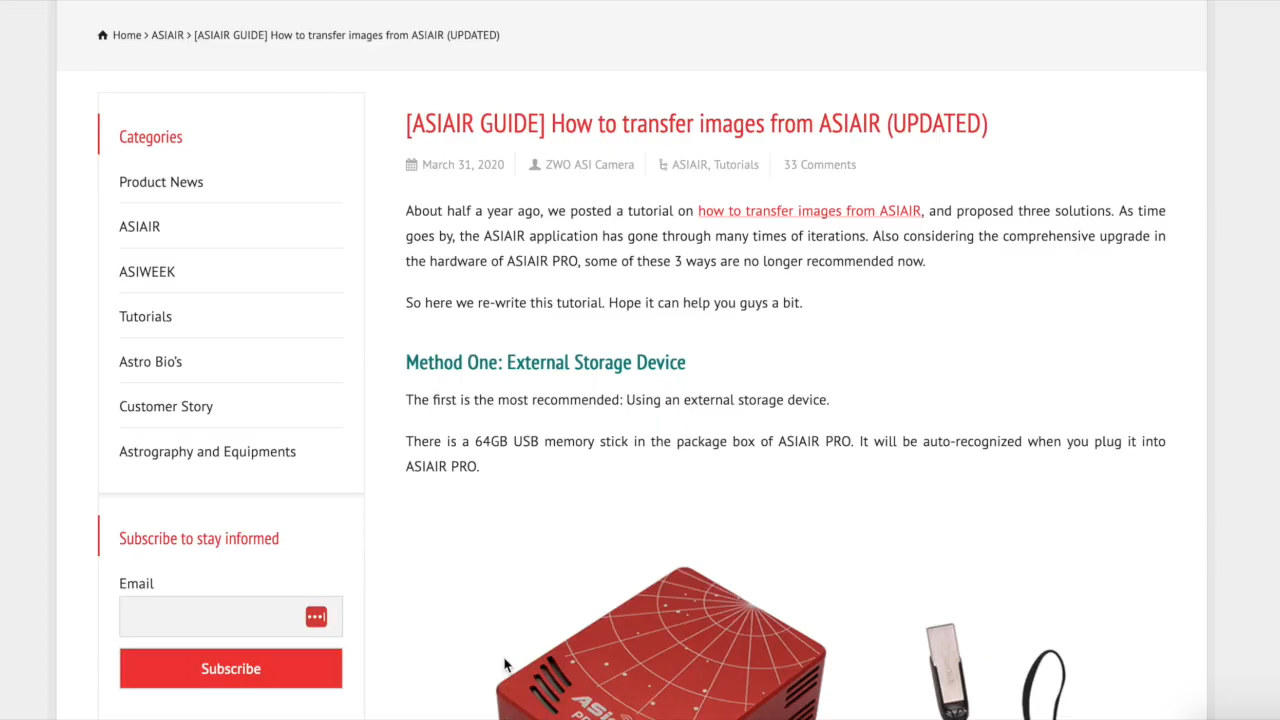 Home > ASIAIR > [ASIAIR GUIDE] How to transfer images from ASIAIR (UPDATED)
Categories
Product News
ASIAIR
ASIWEEK
Tutorials
Astro Bio's
Customer Story
Astrography and Equipments
Subscribe to stay informed
Email
Subscribe
[ASIAIR GUIDE] How to transfer images from ASIAIR (UPDATED)
March 31, 2020 ZWO ASI Camera ASIAIR, Tutorials 33 Comments
About half a year ago, we posted a tutorial on how to transfer images from ASIAIR, and proposed three solutions. As time
goes by, the ASIAIR application has gone through many times of iterations. Also considering the comprehensive upgrade in
the hardware of ASIAIR PRO, some of these 3 ways are no longer recommended now.
So here we re-write this tutorial. Hope it can help you guys a bit.
Method One: External Storage Device
The first is the most recommended: Using an external storage device.
There is a 64GB USB memory stick in the package box of ASIAIR PRO. It will be auto-recognized when you plug it into
ASIAIR PRO.